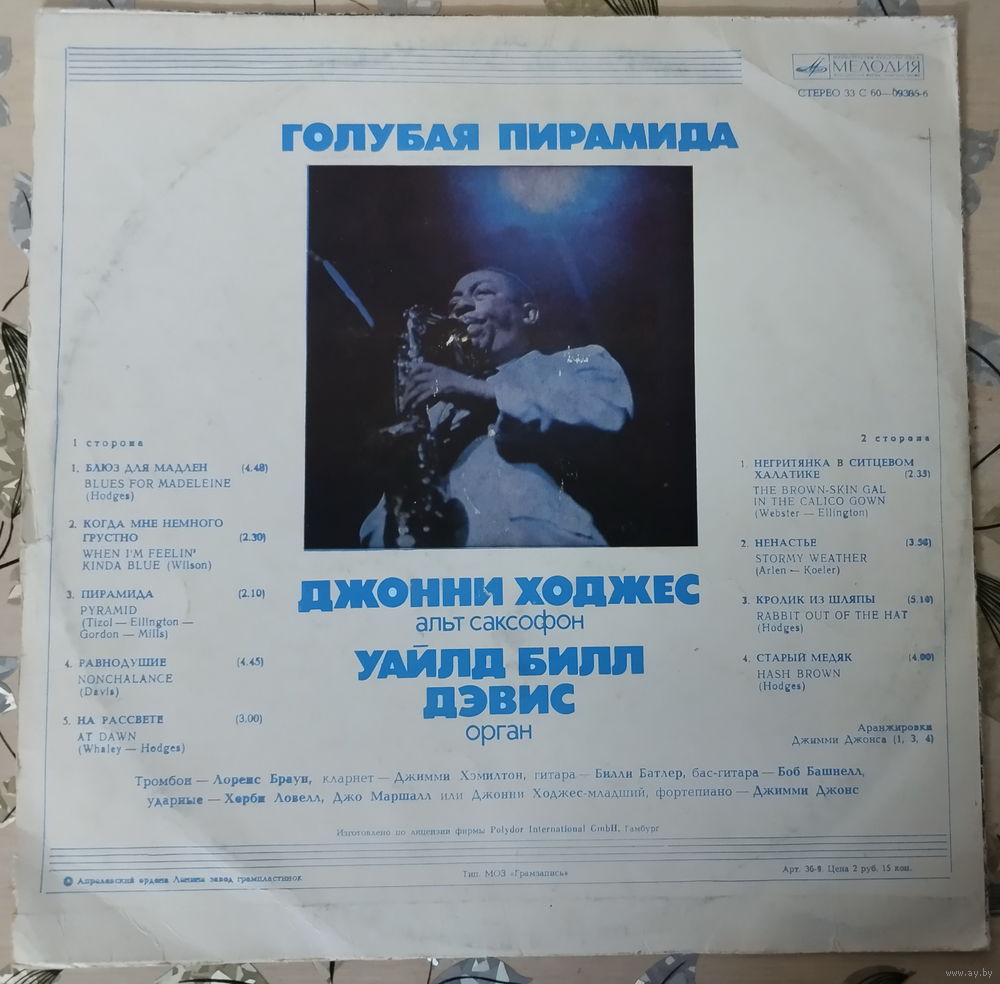 МЕЛОДИЯ
СТЕРЕО 33 С 60—09385-6
ГОЛУБАЯ ПИРАМИДА
1 сторона
1. БЛЮЗ ДЛЯ МАДЛЕН (4.48)
BLUES FOR MADELEINE
(Hodges)
2. КОГДА МНЕ НЕМНОГО
ГРУСТНО (2.30)
WHEN I'M FEELIN'
KINDA BLUE (Wilson)
3. ПИРАМИДА (2.10)
PYRAMID
(Tizol — Ellington —
Gordon — Mills)
4. РАВНОДУШИЕ (4.45)
NONCHALANCE
(Davis)
5. НА РАССВЕТЕ (3.00)
AT DAWN
(Whaley — Hodges)
ДЖОННИ ХОДЖЕС
альт саксофон
УАЙЛД БИЛЛ
ДЭВИС
орган
2 сторона
1. НЕГРИТЯНКА В СИТЦЕВОМ
ХАЛАТИКЕ (2.35)
THE BROWN-SKIN GAL
IN THE CALICO GOWN
(Webster — Ellington)
2. НЕНАСТЬЕ (3.56)
STORMY WEATHER
(Arlen — Koeler)
3. КРОЛИК ИЗ ШЛЯПЫ (5.10)
RABBIT OUT OF THE HAT
(Hodges)
4. СТАРЫЙ МЕДЯК (4.00)
HASH BROWN
(Hodges)
Аранжировки
Джимми Джонса (1, 3, 4)
Тромбон — Лоренс Браун, кларнет — Джимми Хэмилтон, гитара — Билли Батлер, бас-гитара — Боб Башнелл,
ударные — Херби Ловелл, Джо Маршалл или Джонни Ходжес-младший, фортепиано — Джимми Джонс
Изготовлено по лицензии фирмы Polydor International GmbH, Гамбург
Апрелевский ордена Ленина завод грампластинок
Тип. МОЗ «Грамзапись»
Арт. 36-9. Цена 2 руб. 15 коп.
www.ay.by